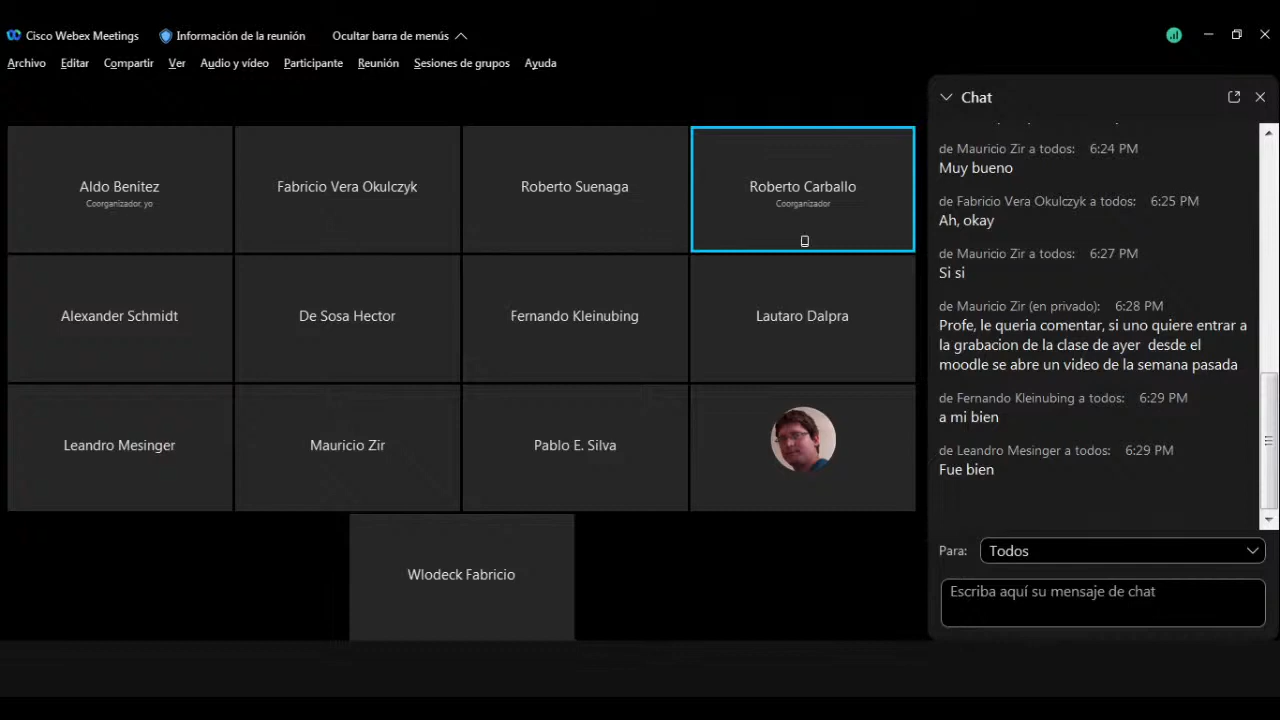 Cisco Webex Meetings
Información de la reunión
Ocultar barra de menús
Archivo
Editar
Compartir
Ver
Audio y vídeo
Participante
Reunión
Sesiones de grupos
Ayuda
Aldo Benitez
Coorganizador, yo
Fabricio Vera Okulczyk
Roberto Suenaga
Roberto Carballo
Coorganizador
Alexander Schmidt
De Sosa Hector
Fernando Kleinubing
Lautaro Dalpra
Leandro Mesinger
Mauricio Zir
Pablo E. Silva
Wlodeck Fabricio
Chat
de Mauricio Zir a todos: 6:24 PM
Muy bueno
de Fabricio Vera Okulczyk a todos: 6:25 PM
Ah, okay
de Mauricio Zir a todos: 6:27 PM
Si si
de Mauricio Zir (en privado): 6:28 PM
Profe, le queria comentar, si uno quiere entrar a
la grabacion de la clase de ayer desde el
moodle se abre un video de la semana pasada
de Fernando Kleinubing a todos: 6:29 PM
a mi bien
de Leandro Mesinger a todos: 6:29 PM
Fue bien
Para: Todos
Escriba aquí su mensaje de chat